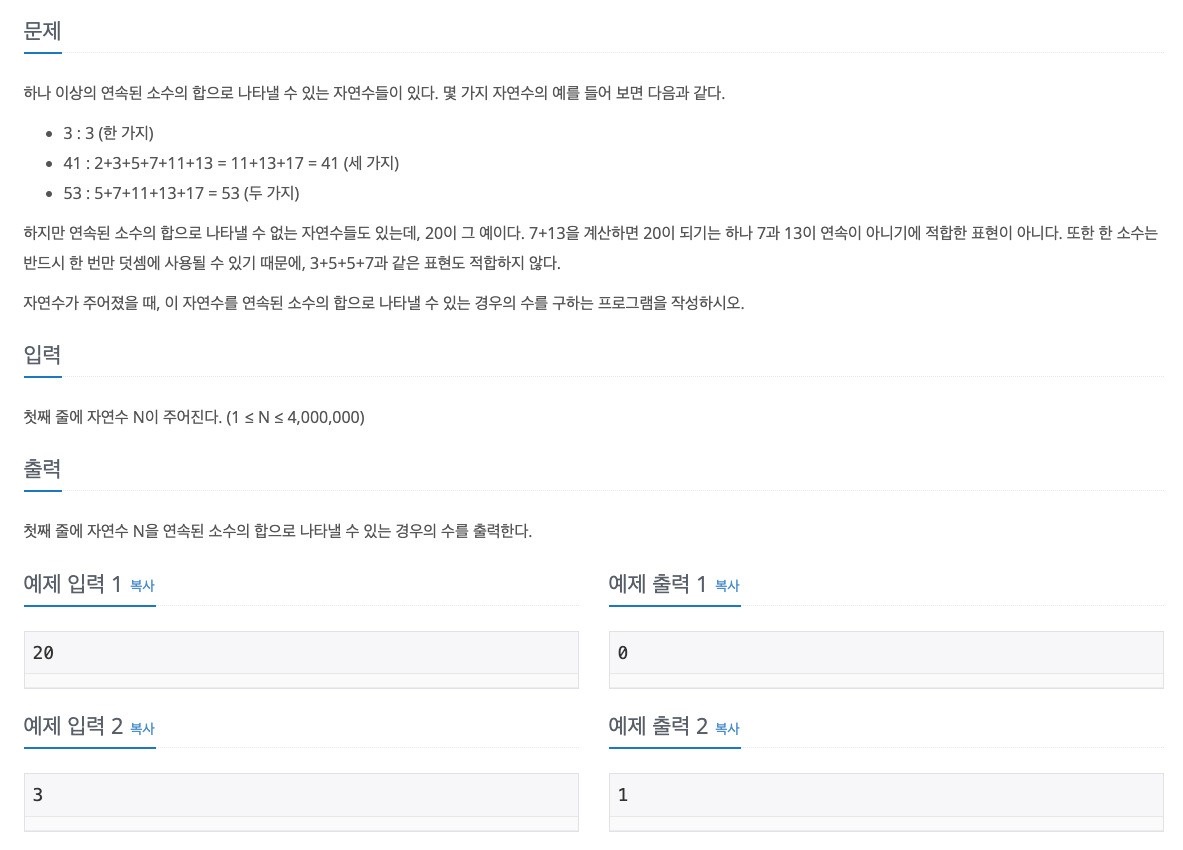 문제
하나 이상의 연속된 소수의 합으로 나타낼 수 있는 자연수들이 있다. 몇 가지 자연수의 예를 들어 보면 다음과 같다.
• 3 : 3 (한 가지)
• 41 : 2+3+5+7+11+13 = 11+13+17 = 41 (세 가지)
• 53 : 5+7+11+13+17 = 53 (두 가지)
하지만 연속된 소수의 합으로 나타낼 수 없는 자연수들도 있는데, 20이 그 예이다. 7+13을 계산하면 20이 되기는 하나 7과 13이 연속이 아니기에 적합한 표현이 아니다. 또한 한 소수는
반드시 한 번만 덧셈에 사용될 수 있기 때문에, 3+5+5+7과 같은 표현도 적합하지 않다.
자연수가 주어졌을 때, 이 자연수를 연속된 소수의 합으로 나타낼 수 있는 경우의 수를 구하는 프로그램을 작성하시오.
입력
첫째 줄에 자연수 N이 주어진다. (1 ≤ N ≤ 4,000,000)
출력
첫째 줄에 자연수 N을 연속된 소수의 합으로 나타낼 수 있는 경우의 수를 출력한다.
예제 입력 1 복사
20
예제 출력 1 복사
0
예제 입력 2 복사
3
예제 출력 2 복사
1